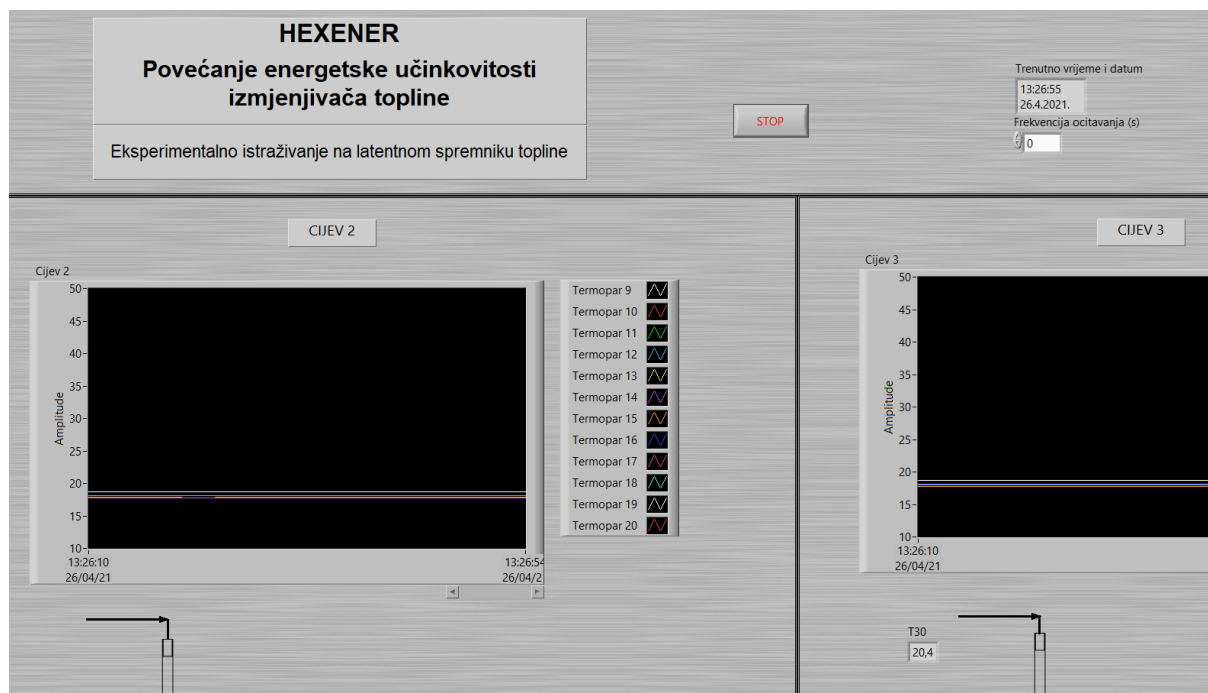 HEXENER
Povećanje energetske učinkovitosti
izmjenjivača topline
Eksperimentalno istraživanje na latentnom spremniku topline
STOP
Trenutno vrijeme i datum
13:26:55
26.4.2021.
Frekvencija ocitavanja (s)
0
CIJEV 2
Cijev 2
50
45
40
35
30
25
20
15
10
Amplitude
13:26:10
26/04/21
13:26:54
26/04/2
Termopar 9
Termopar 10
Termopar 11
Termopar 12
Termopar 13
Termopar 14
Termopar 15
Termopar 16
Termopar 17
Termopar 18
Termopar 19
Termopar 20
CIJEV 3
Cijev 3
50
45
40
35
30
25
20
15
10
Amplitude
13:26:10
26/04/21
T30
20,4